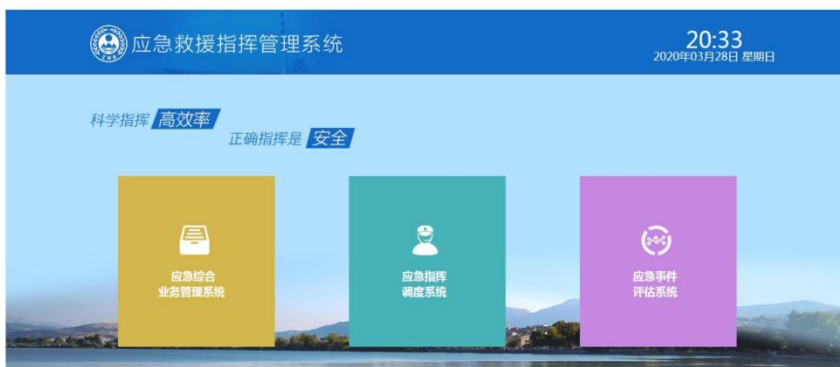 应急救援指挥管理系统
20:33
2020年03月28日 星期日
科学指挥 高效率
正确指挥是 安全
应急综合
业务管理系统
应急指挥
调度系统
应急事件
评估系统